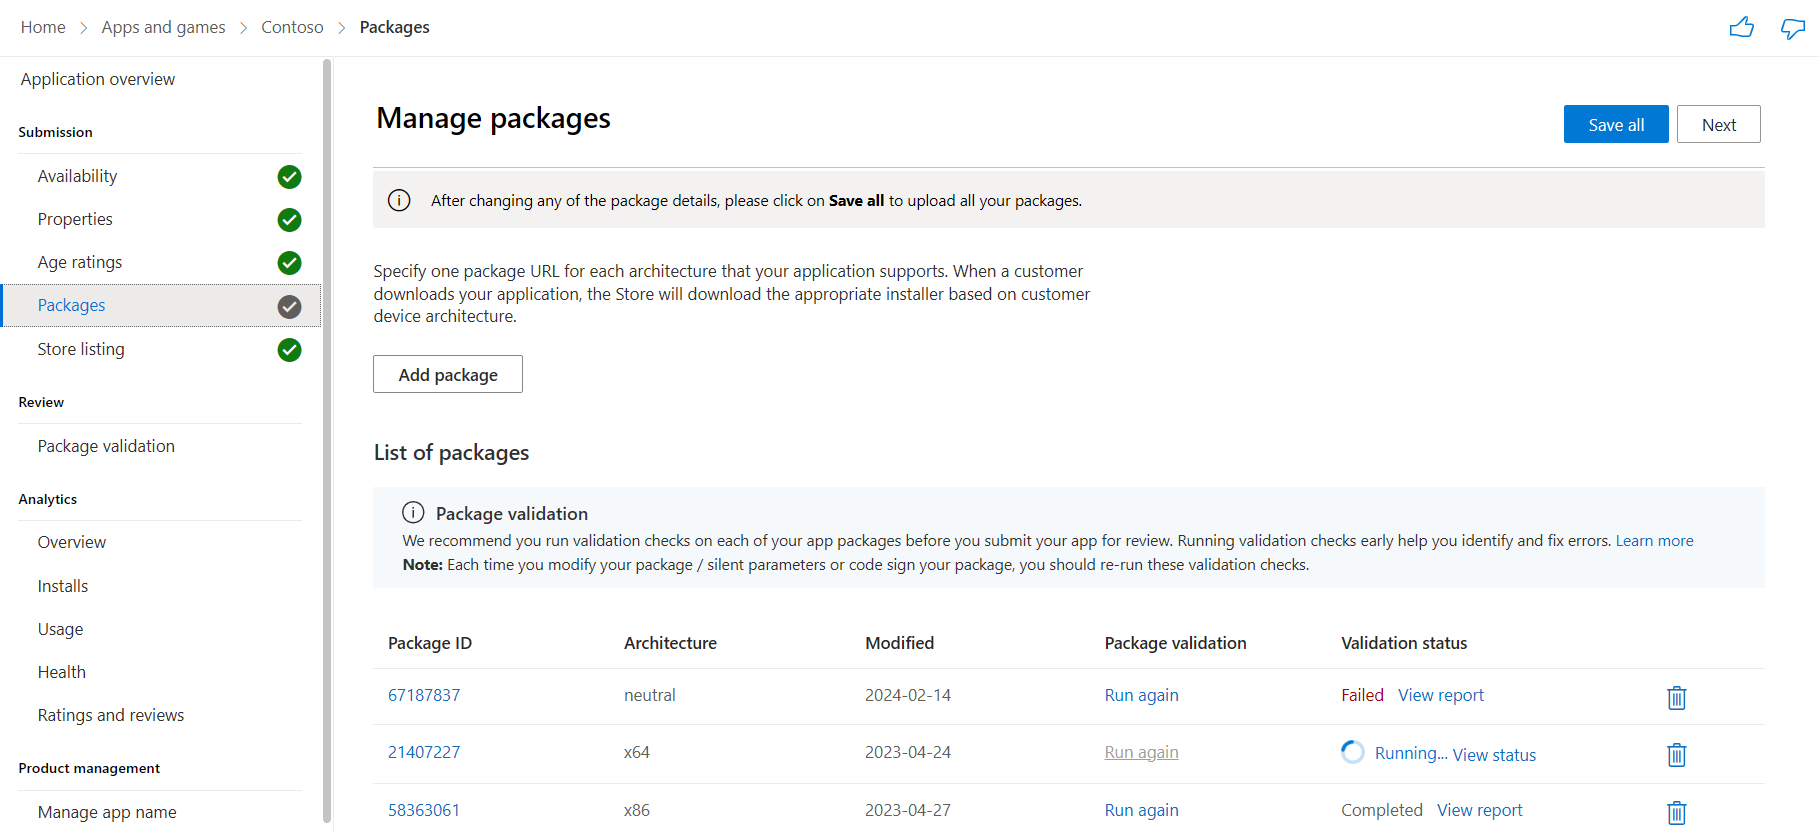 Home > Apps and games > Contoso > Packages
Application overview
Submission
Availability
Properties
Age ratings
Packages
Store listing
Review
Package validation
Analytics
Overview
Installs
Usage
Health
Ratings and reviews
Product management
Manage app name
Manage packages
Save all
Next
After changing any of the package details, please click on Save all to upload all your packages.
Specify one package URL for each architecture that your application supports. When a customer
downloads your application, the Store will download the appropriate installer based on customer
device architecture.
Add package
List of packages
Package validation
We recommend you run validation checks on each of your app packages before you submit your app for review. Running validation checks early help you identify and fix errors. Learn more
Note: Each time you modify your package / silent parameters or code sign your package, you should re-run these validation checks.
Package ID Architecture Modified Package validation Validation status
67187837 neutral 2024-02-14 Run again Failed View report
21407227 x64 2023-04-24 Run again Running... View status
58363061 x86 2023-04-27 Run again Completed View report